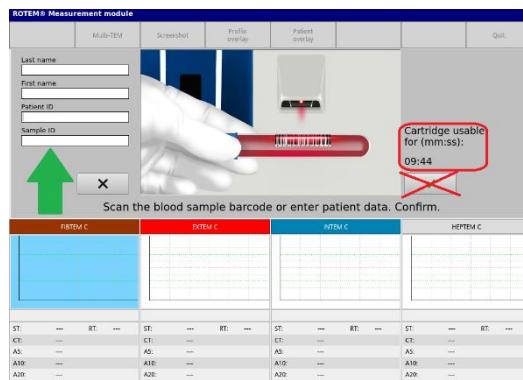 ROTEM® Measurement module
Multi-TEM
Screenshot
Profile overlay
Patient overlay
Quit
Last name
First name
Patient ID
Sample ID
Cartridge usable
for (mm:ss):
09:44
Scan the blood sample barcode or enter patient data. Confirm.
FIBTEM C
EXTEM C
INTEM C
HEPTEM C
ST: --- RT: --- ST: --- RT: --- ST: --- RT: --- ST: --- RT: ---
CT: --- CT: --- CT: --- CT: ---
A5: --- A5: --- A5: --- A5: ---
A10: --- A10: --- A10: --- A10: ---
A20: --- A20: --- A20: --- A20: ---